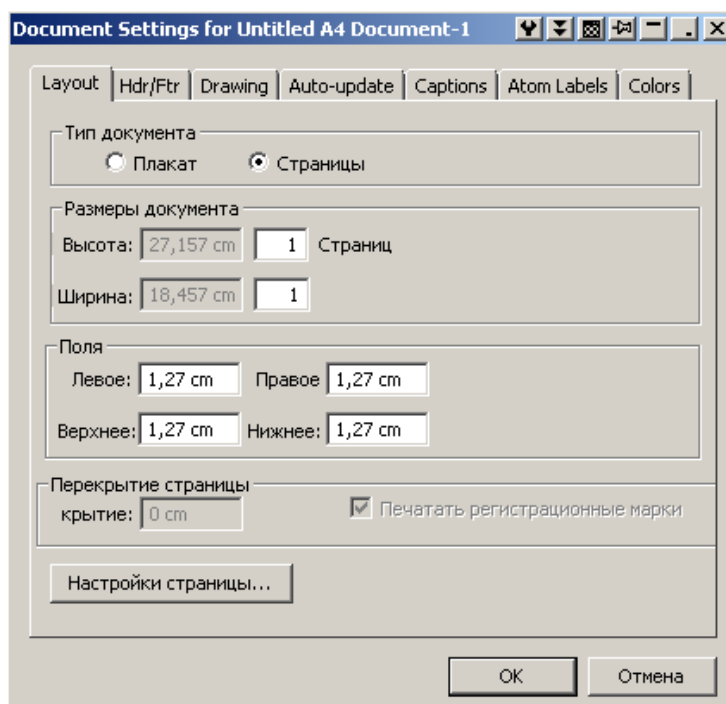 Document Settings for Untitled A4 Document-1
Layout Hdr/Ftr Drawing Auto-update Captions Atom Labels Colors
Тип документа
Плакат Страницы
Размеры документа
Высота: 27,157 cm 1 Страниц
Ширина: 18,457 cm 1
Поля
Левое: 1,27 cm Правое 1,27 cm
Верхнее: 1,27 cm Нижнее: 1,27 cm
Перекрытие страницы
крытие: 0 cm Печатать регистрационные марки
Настройки страницы...
OK Отмена